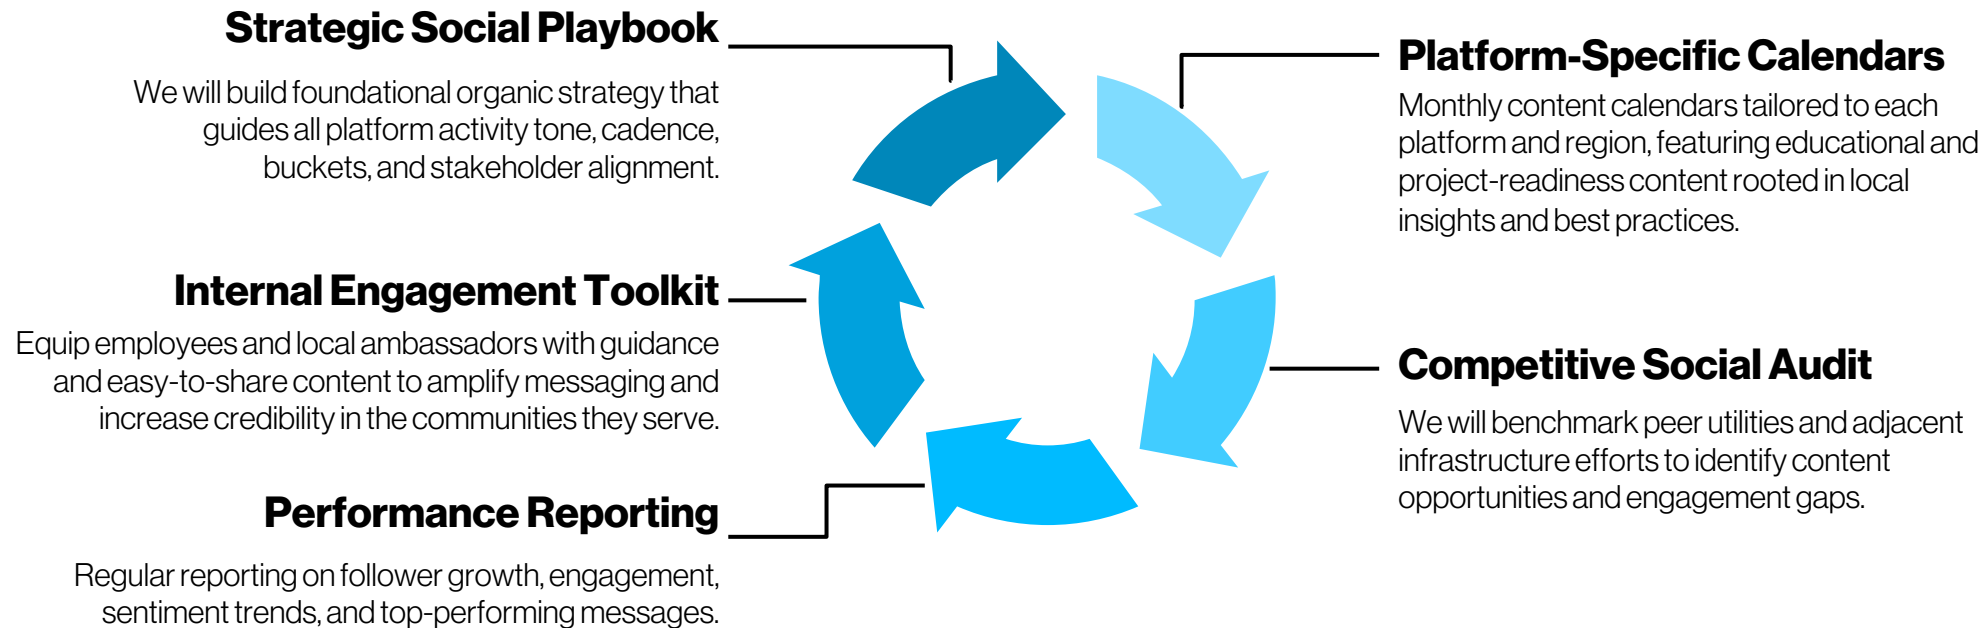 Strategic Social Playbook
We will build foundational organic strategy that
guides all platform activity tone, cadence,
buckets, and stakeholder alignment.
Internal Engagement Toolkit
Equip employees and local ambassadors with guidance
and easy-to-share content to amplify messaging and
increase credibility in the communities they serve.
Performance Reporting
Regular reporting on follower growth, engagement,
sentiment trends, and top-performing messages.
Platform-Specific Calendars
Monthly content calendars tailored to each
platform and region, featuring educational and
project-readiness content rooted in local
insights and best practices.
Competitive Social Audit
We will benchmark peer utilities and adjacent
infrastructure efforts to identify content
opportunities and engagement gaps.